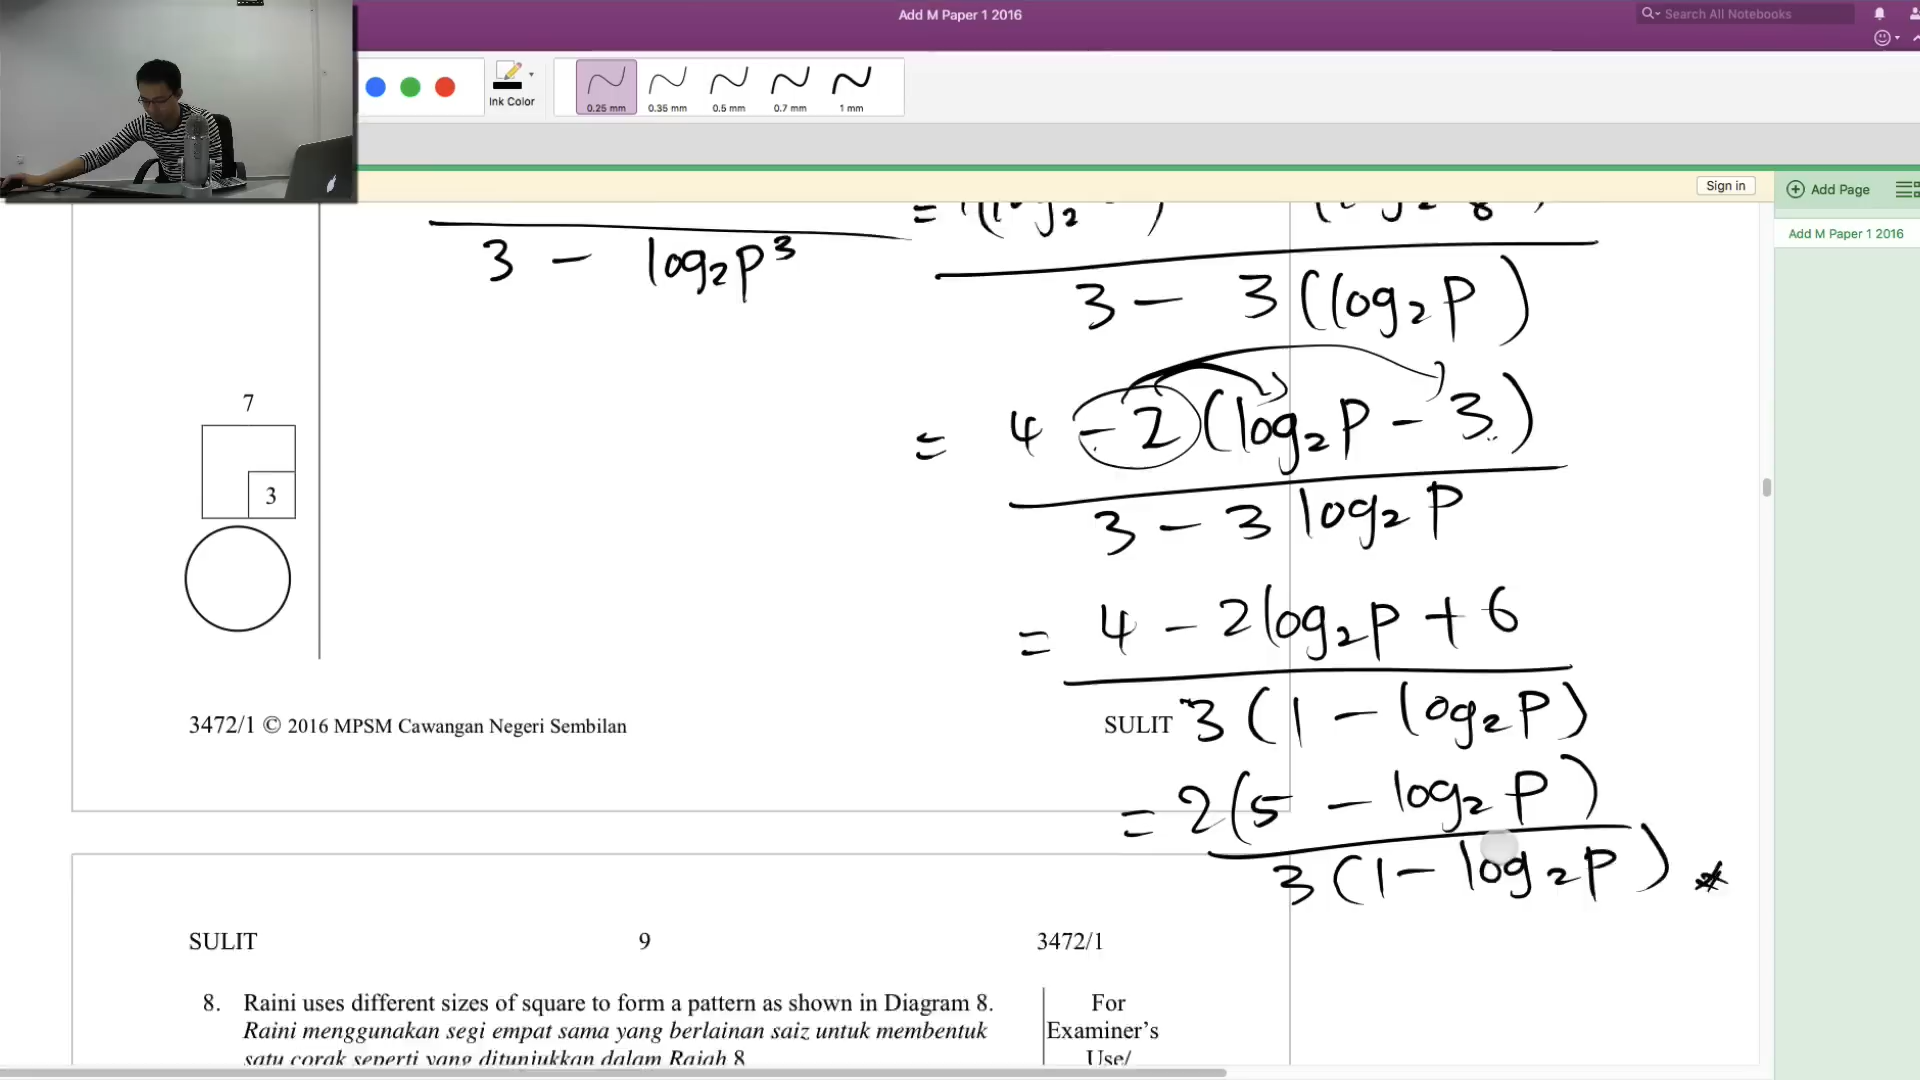 Add M Paper 1 2016
Search All Notebooks
Ink Color
0.25 mm
0.35 mm
0.5 mm
0.7 mm
1 mm
Sign in
Add Page
Add M Paper 1 2016
3 - log₂p³
3 - 3(log₂P)
= 4 - 2(log₂P - 3)
3 - 3 log₂P
= 4 - 2log₂P + 6
3(1 - log₂P)
= 2(5 - log₂P)
3(1 - log₂P) *
7
3
3472/1 © 2016 MPSM Cawangan Negeri Sembilan
SULIT
SULIT
9
3472/1
8. Raini uses different sizes of square to form a pattern as shown in Diagram 8.
Raini menggunakan segi empat sama yang berlainan saiz untuk membentuk
satu corak seperti yang ditunjukkan dalam Rajah 8
For
Examiner's
Use/